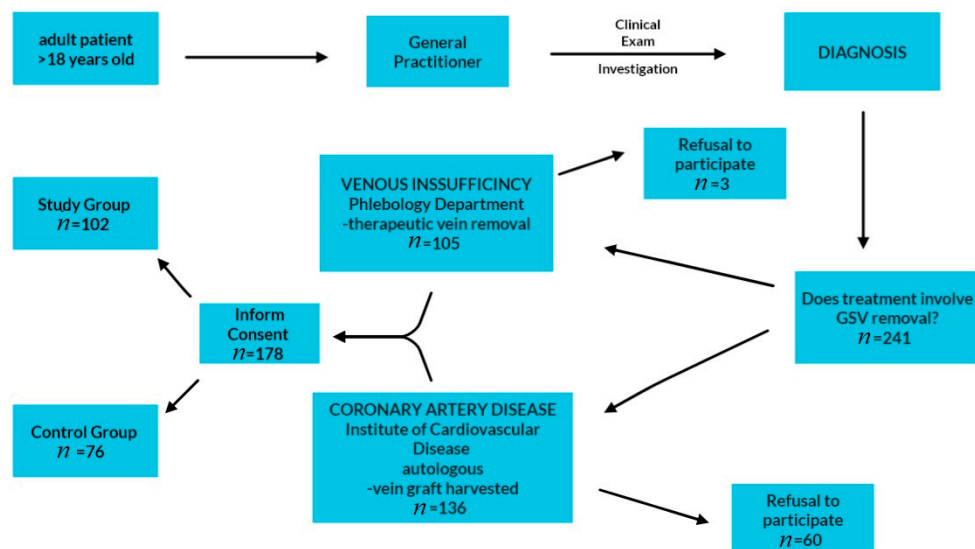 adult patient
>18 years old
General
Practitioner
Clinical
Exam
Investigation
DIAGNOSIS
Refusal to
participate
n=3
VENOUS INSSUFICINCY
Phlebology Department
-therapeutic vein removal
n=105
Study Group
n=102
Does treatment involve
GSV removal?
n=241
Inform
Consent
n=178
CORONARY ARTERY DISEASE
Institute of Cardiovascular
Disease
autologous
-vein graft harvested
n=136
Control Group
n =76
Refusal to
participate
n=60